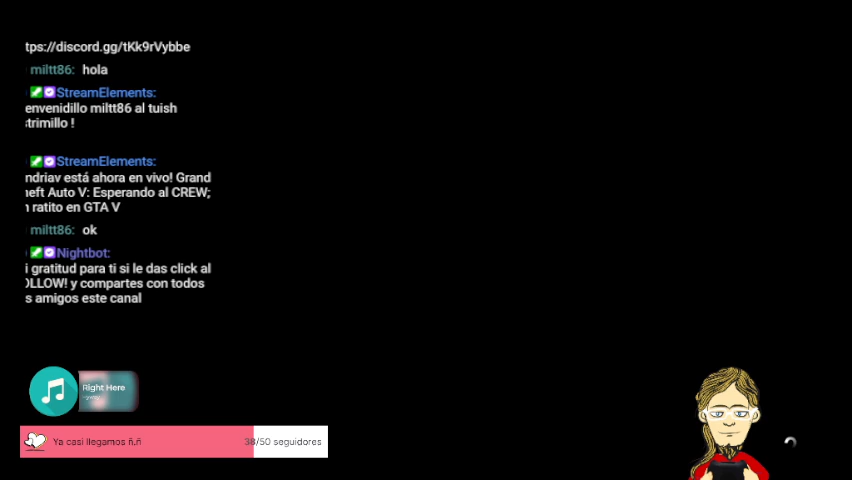 tps://discord.gg/tKk9rVybbe
miltt86: hola
StreamElements:
envenidillo miltt86 al tuish
strimillo !
StreamElements:
ndriav está ahora en vivo! Grand
heft Auto V: Esperando al CREW;
n ratito en GTA V
miltt86: ok
Nightbot:
i gratitud para ti si le das click al
OLLOW! y compartes con todos
s amigos este canal
Right Here
Ya casi llegamos ñ.ñ
38/50 seguidores